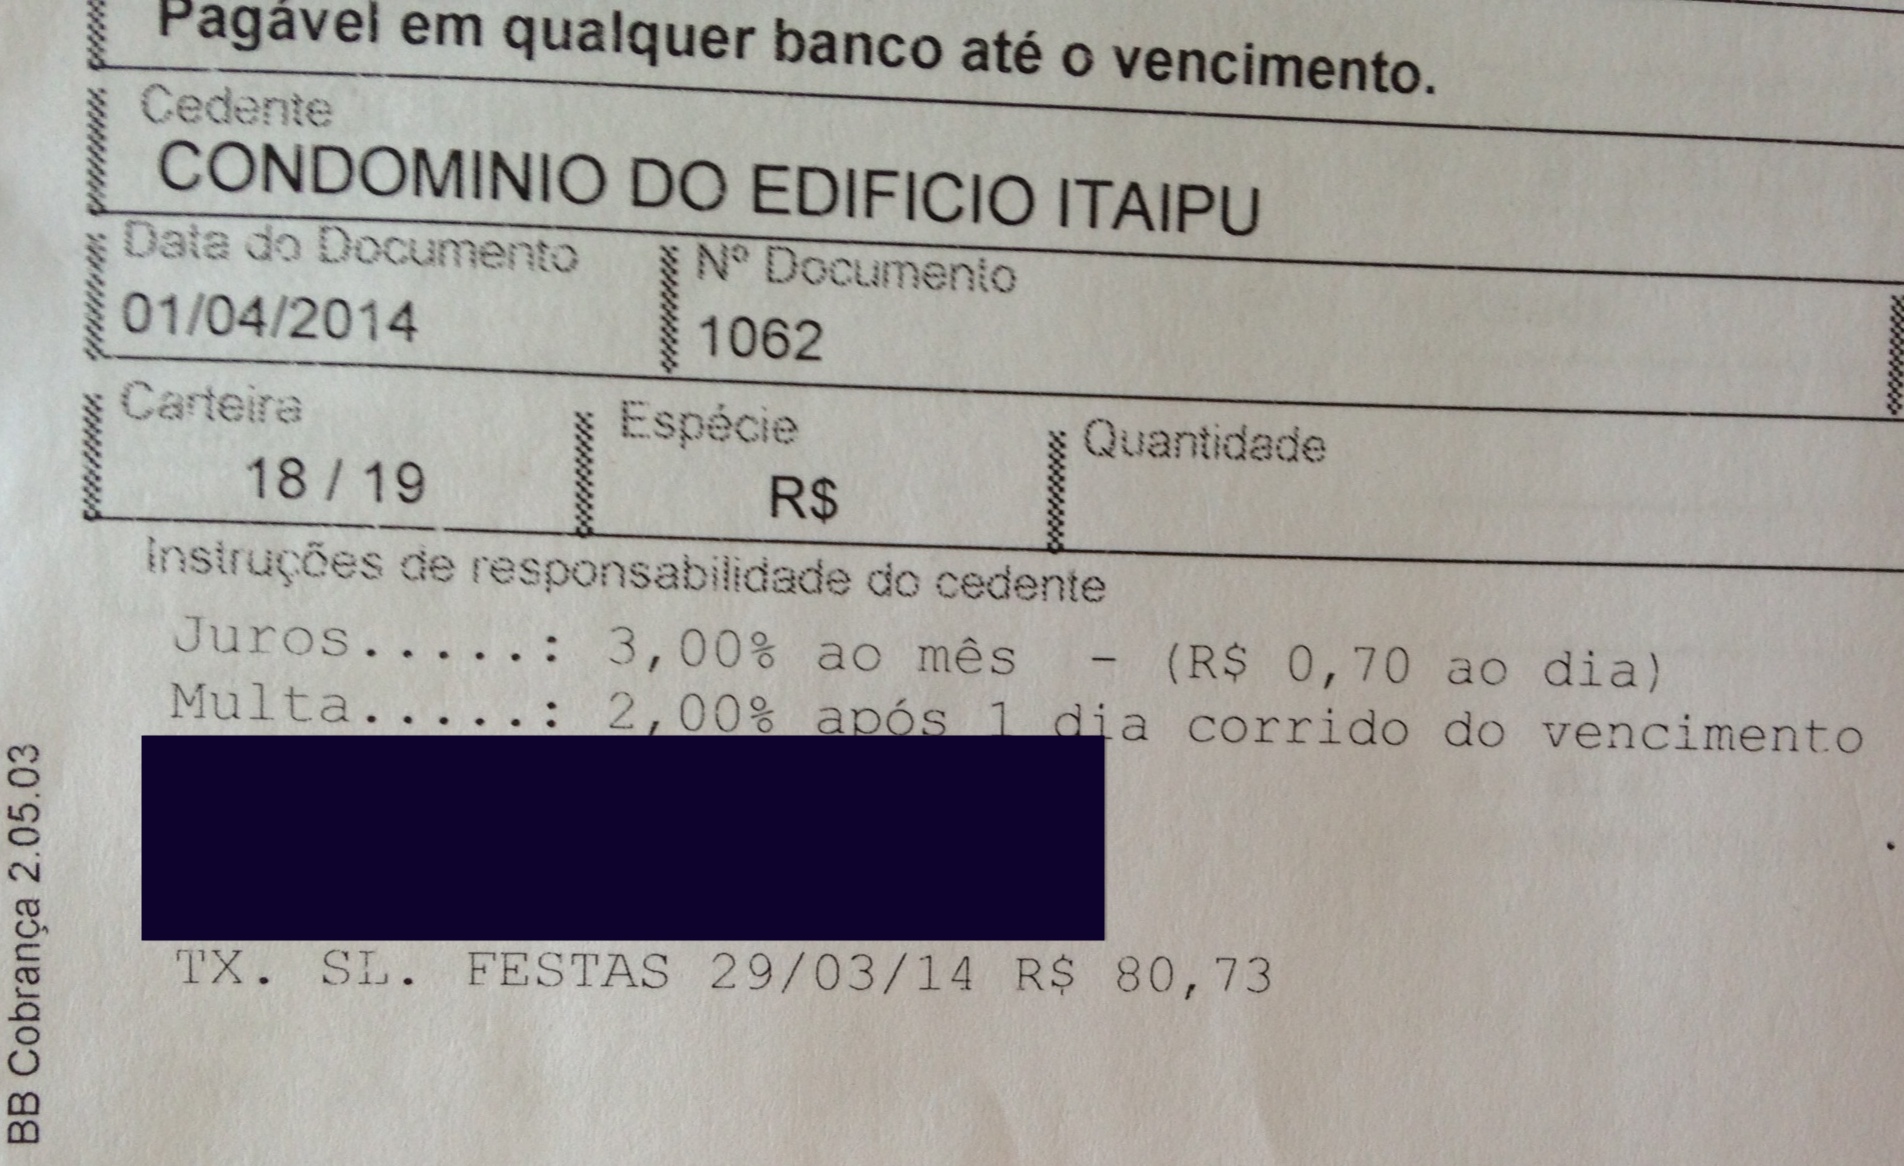 Pagável em qualquer banco até o vencimento.
Cedente
CONDOMINIO DO EDIFICIO ITAIPU
Data do Documento
01/04/2014
Nº Documento
1062
Carteira
18 / 19
Espécie
R$
Quantidade
Instruções de responsabilidade do cedente
Juros.....: 3,00% ao mês - (R$ 0,70 ao dia)
Multa.....: 2,00% após 1 dia corrido do vencimento
TX. SL. FESTAS 29/03/14 R$ 80,73
BB Cobrança 2.05.03